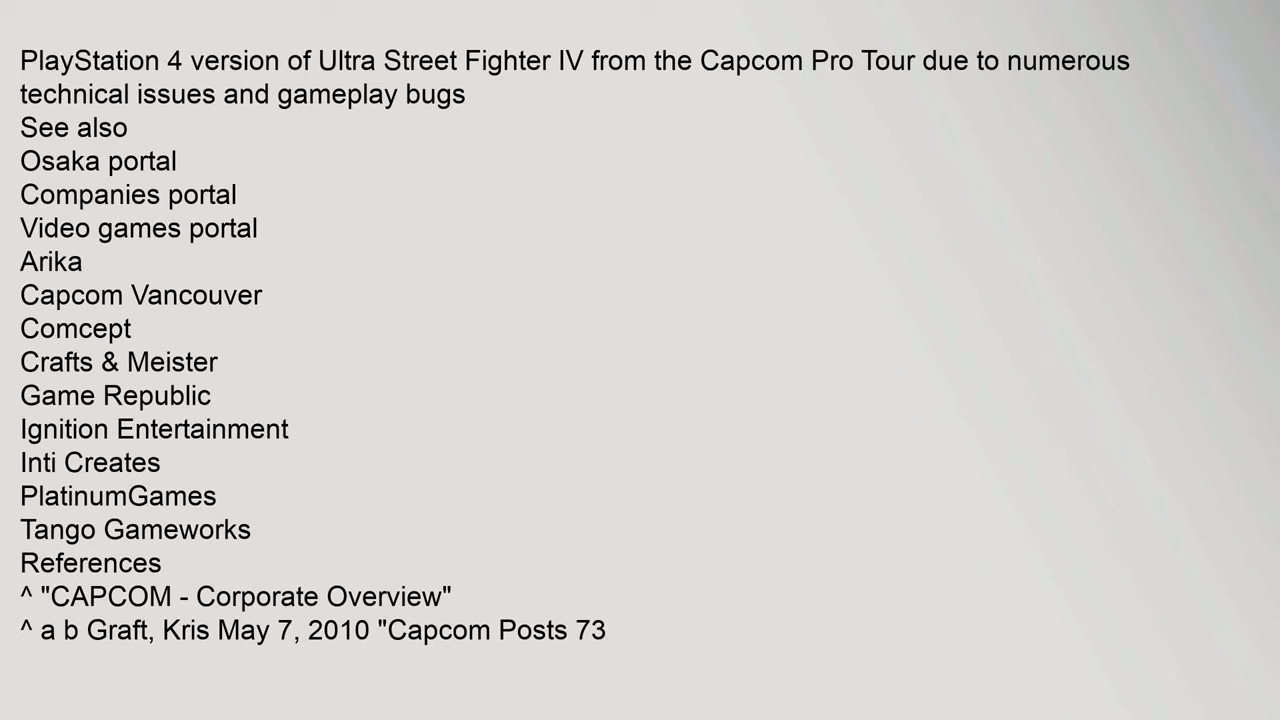 PlayStation 4 version of Ultra Street Fighter IV from the Capcom Pro Tour due to numerous
technical issues and gameplay bugs
See also
Osaka portal
Companies portal
Video games portal
Arika
Capcom Vancouver
Comcept
Crafts & Meister
Game Republic
Ignition Entertainment
Inti Creates
PlatinumGames
Tango Gameworks
References
^ "CAPCOM - Corporate Overview"
^ a b Graft, Kris May 7, 2010 "Capcom Posts 73